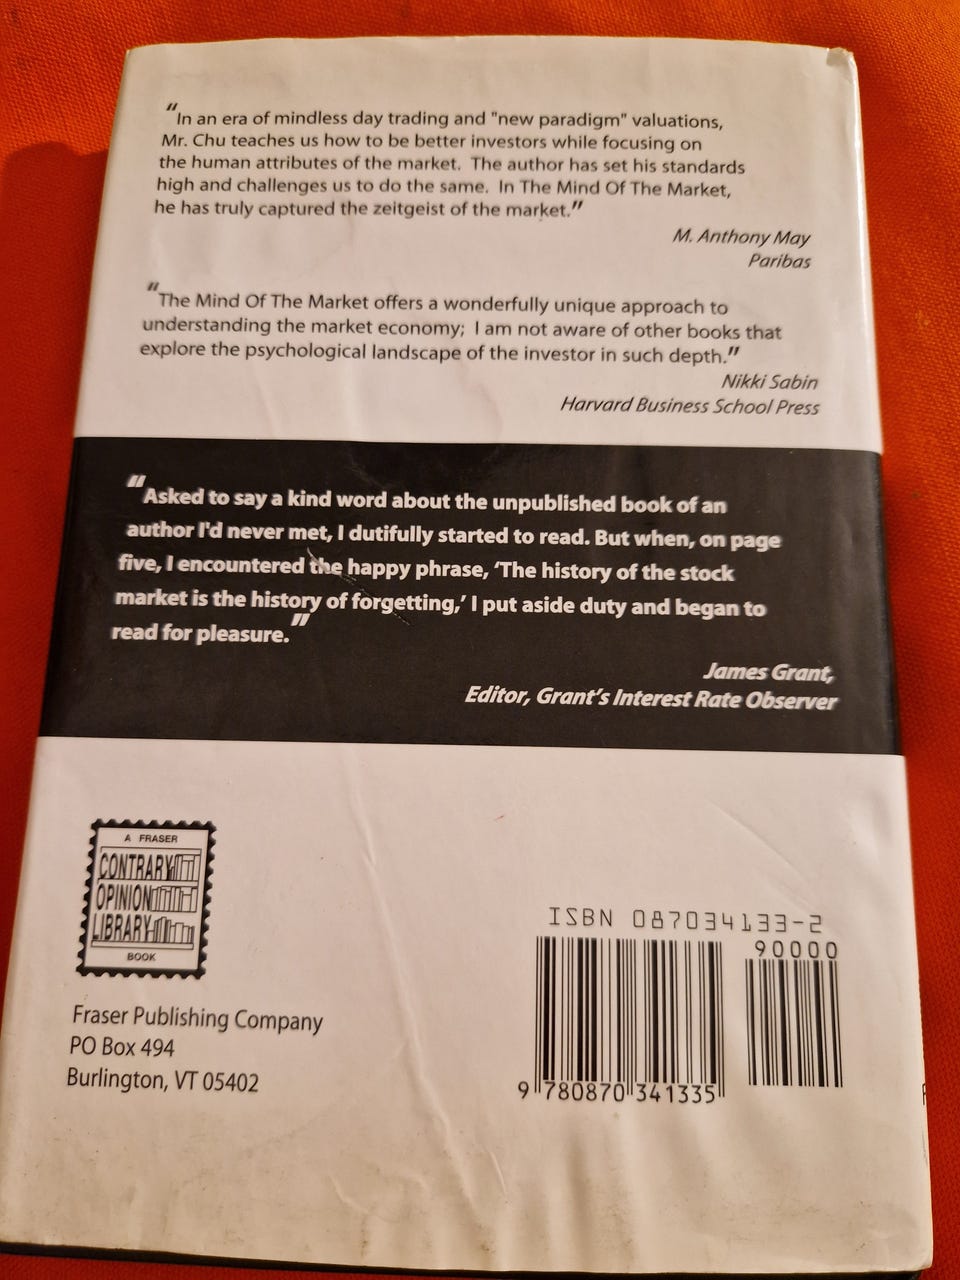 "In an era of mindless day trading and "new paradigm" valuations,
Mr. Chu teaches us how to be better investors while focusing on
the human attributes of the market. The author has set his standards
high and challenges us to do the same. In The Mind Of The Market,
he has truly captured the zeitgeist of the market."
M. Anthony May
Paribas
"The Mind Of The Market offers a wonderfully unique approach to
understanding the market economy; I am not aware of other books that
explore the psychological landscape of the investor in such depth."
Nikki Sabin
Harvard Business School Press
"Asked to say a kind word about the unpublished book of an
author I'd never met, I dutifully started to read. But when, on page
five, I encountered the happy phrase, 'The history of the stock
market is the history of forgetting,' I put aside duty and began to
read for pleasure."
James Grant,
Editor, Grant's Interest Rate Observer
A FRASER
CONTRARY
OPINION
LIBRARY
BOOK
Fraser Publishing Company
PO Box 494
Burlington, VT 05402
ISBN 087034133-2
90000
9 780870 341335